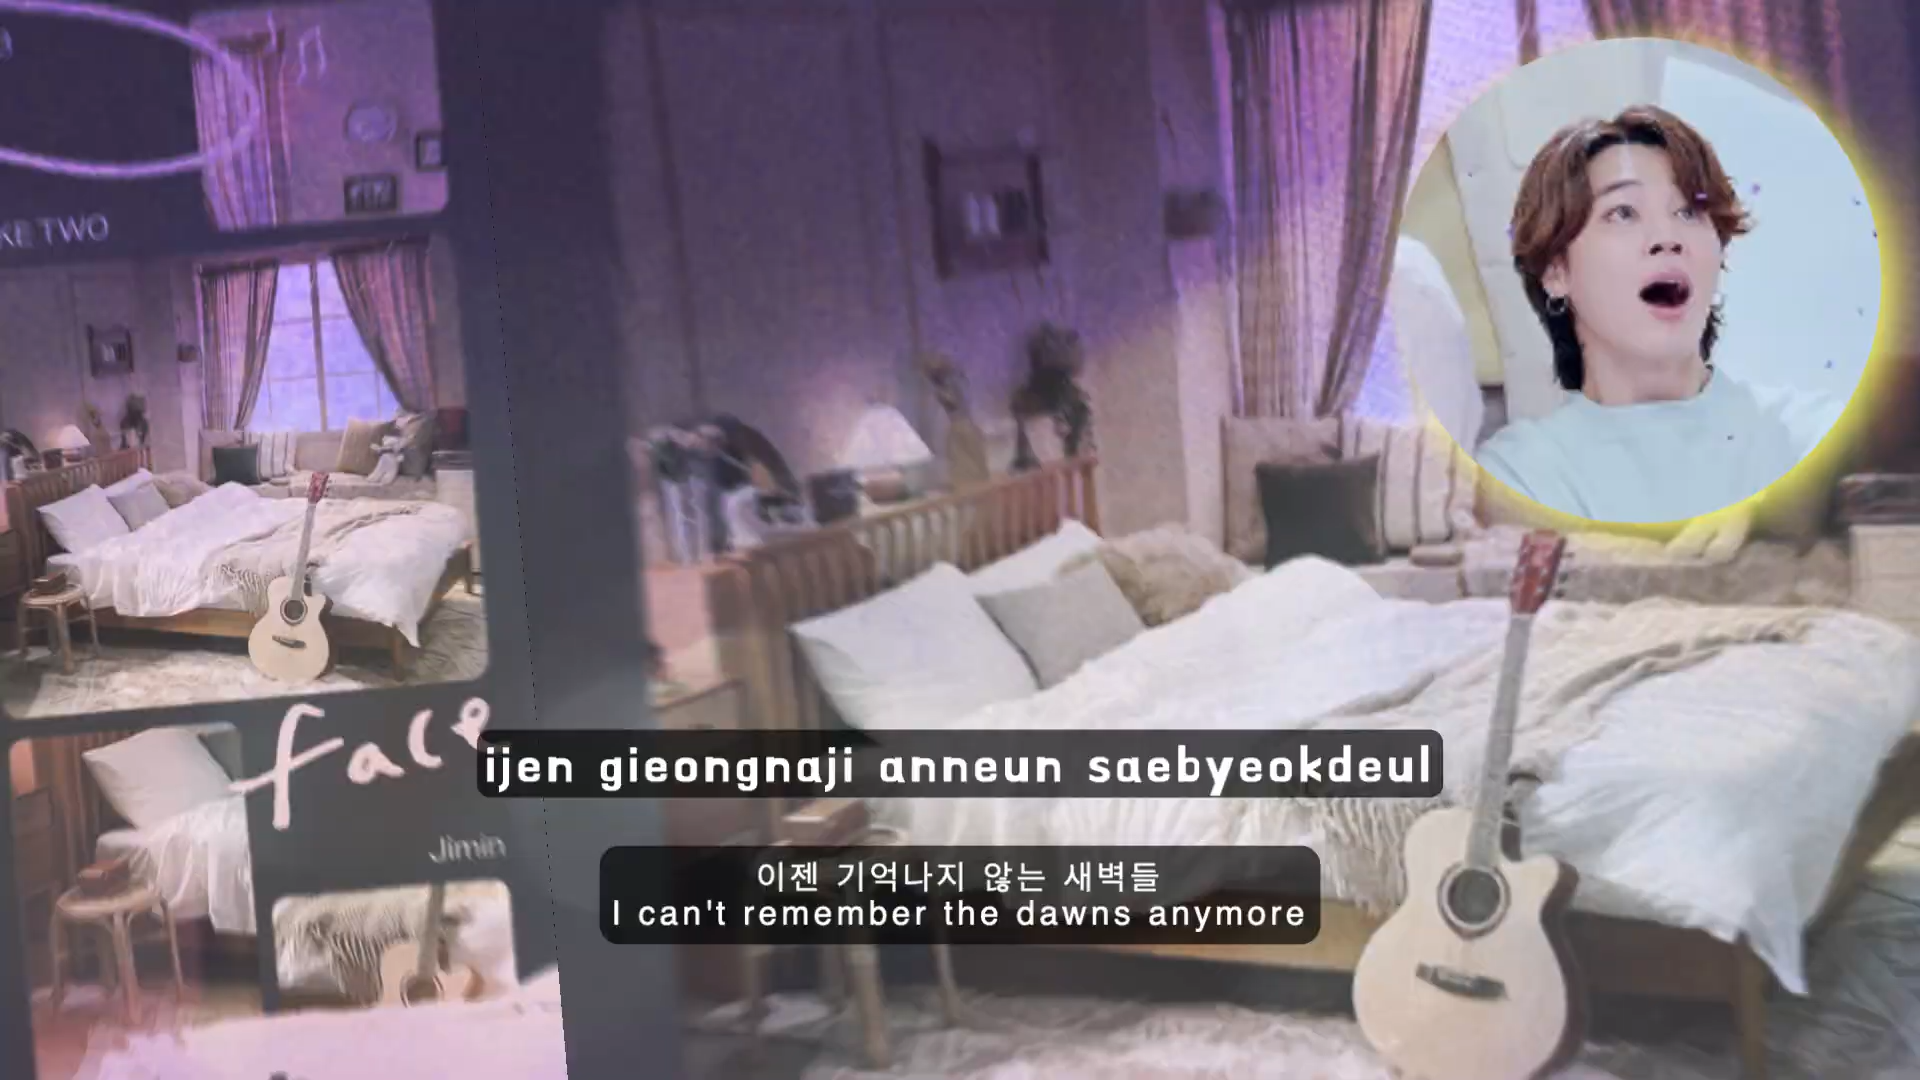 KE TWO
face
Jimin
ijen gieongnaji anneun saebyeokdeul
이젠 기억나지 않는 새벽들
I can't remember the dawns anymore